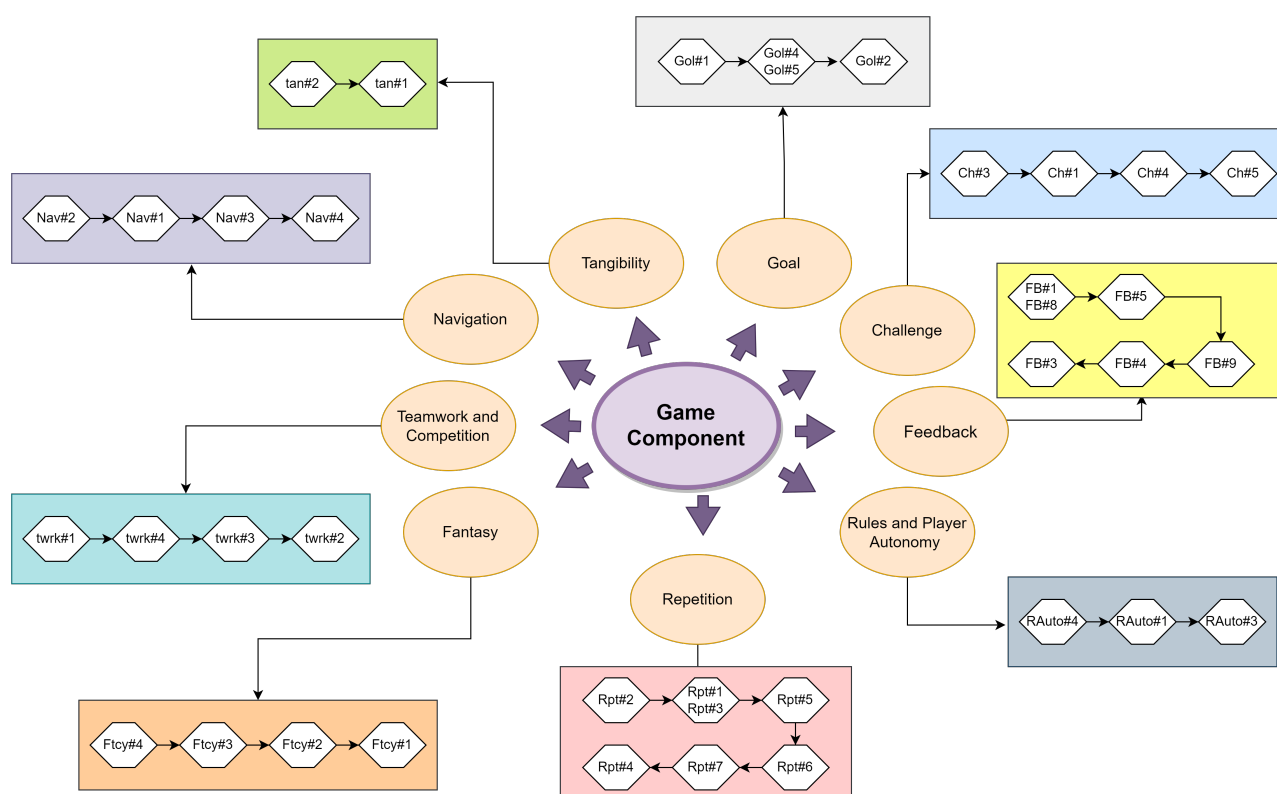 tan#2
tan#1
Gol#1
Gol#4
Gol#5
Gol#2
Ch#3
Ch#1
Ch#4
Ch#5
Nav#2
Nav#1
Nav#3
Nav#4
Tangibility
Goal
Navigation
Challenge
FB#1
FB#8
FB#5
FB#3
FB#4
FB#9
Game
Component
Teamwork and
Competition
Feedback
twrk#1
twrk#4
twrk#3
twrk#2
Fantasy
Rules and Player
Autonomy
Repetition
RAuto#4
RAuto#1
RAuto#3
Rpt#2
Rpt#1
Rpt#3
Rpt#5
Rpt#4
Rpt#7
Rpt#6
Ftcy#4
Ftcy#3
Ftcy#2
Ftcy#1